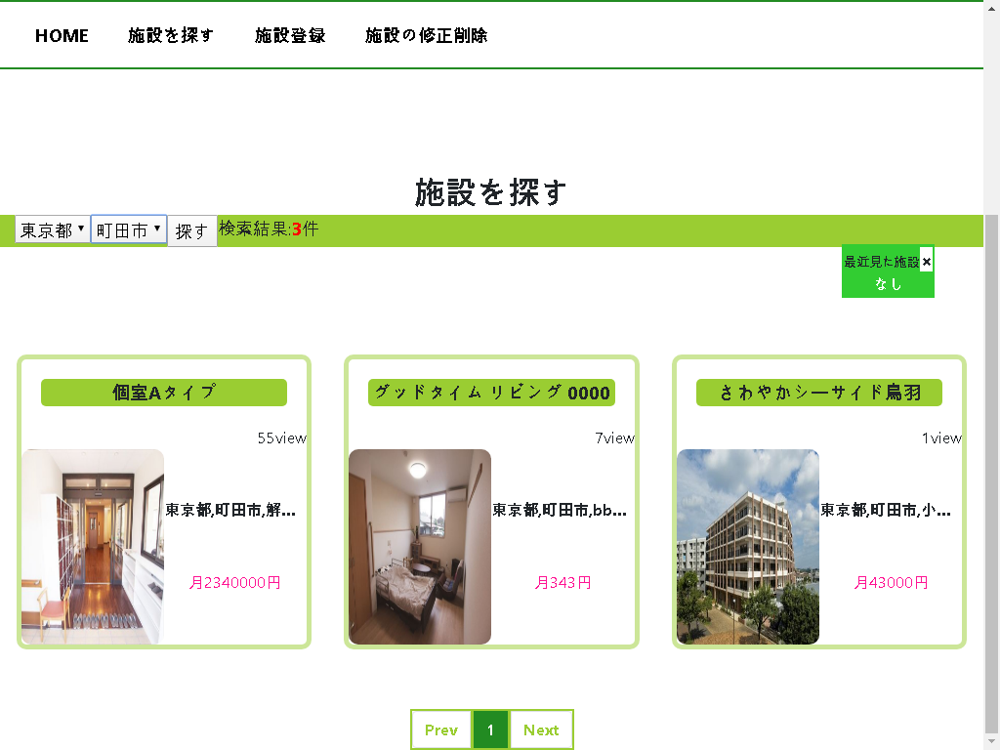 HOME 施設を探す 施設登録 施設の修正削除
施設を探す
東京都 町田市 探す 検索結果:3件
最近見た施設×
なし
個室Aタイプ
55view
東京都,町田市,解...
月2340000円
グッドタイム リビング 0000
7view
東京都,町田市,bb...
月343円
さわやかシーサイド鳥羽
1view
東京都,町田市,小...
月43000円
Prev 1 Next